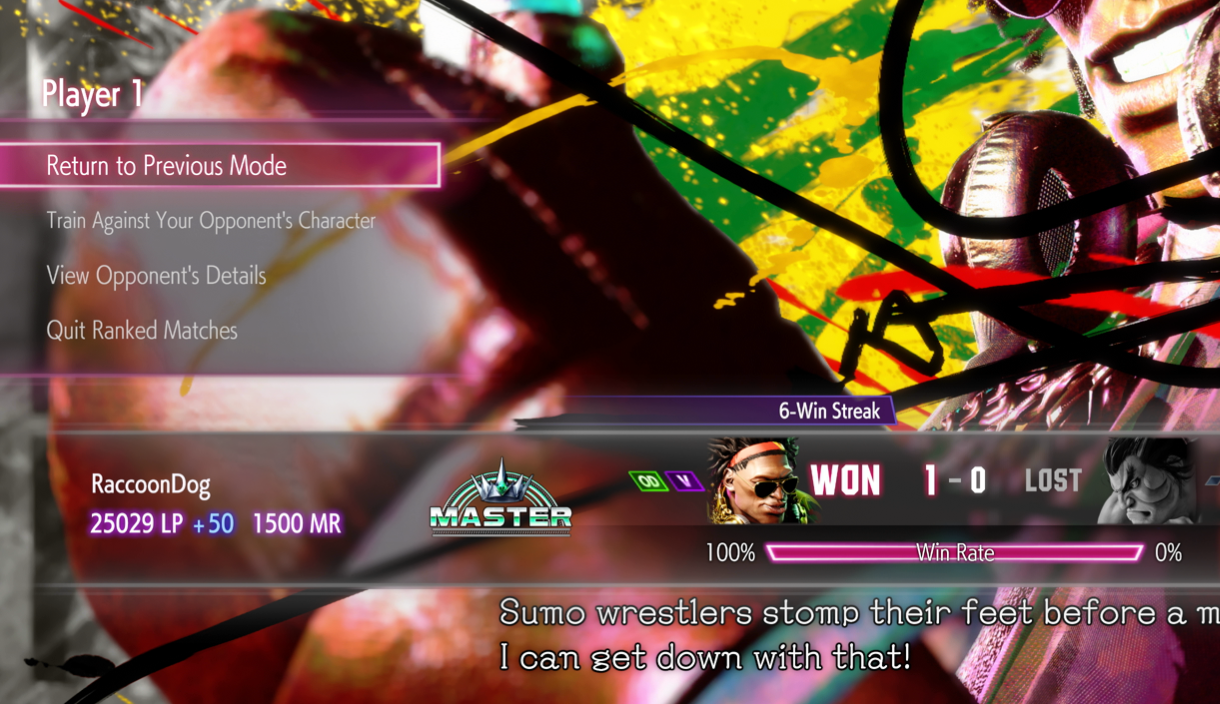 Player 1
Return to Previous Mode
Train Against Your Opponent's Character
View Opponent's Details
Quit Ranked Matches
6-Win Streak
RaccoonDog
25029 LP +50 1500 MR
MASTER
OD V
WON 1 - 0 LOST
100% Win Rate 0%
Sumo wrestlers stomp their feet before a m
I can get down with that!